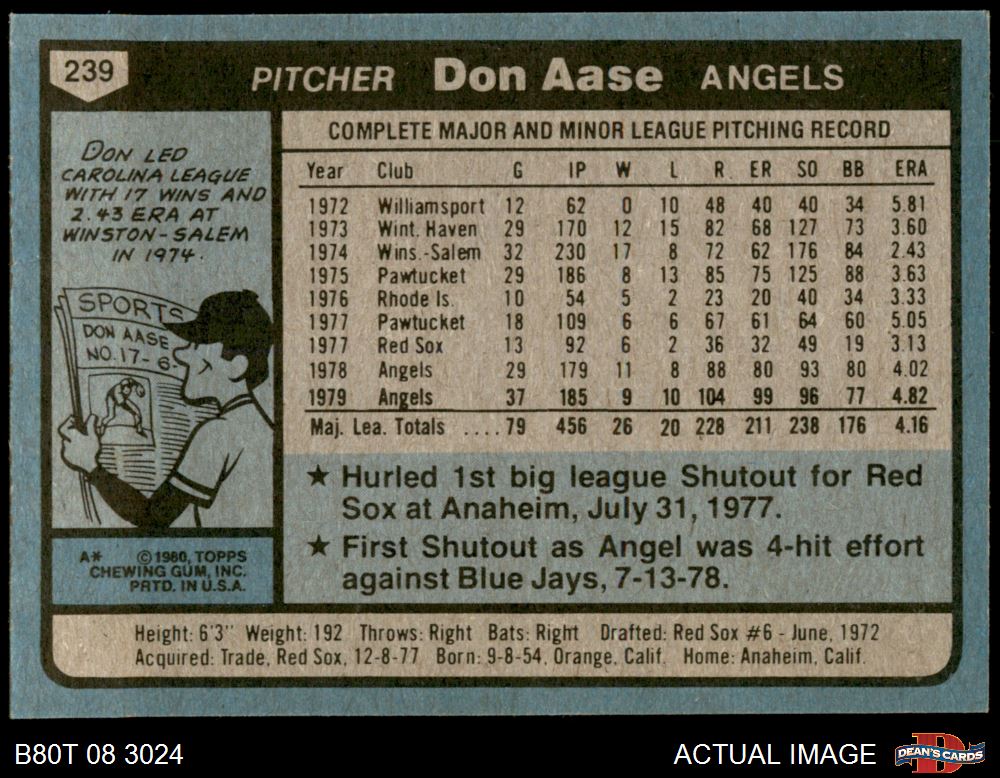 239
PITCHER Don Aase ANGELS
DON LED
CAROLINA LEAGUE
WITH 17 WINS AND
2.43 ERA AT
WINSTON-SALEM
IN 1974.
SPORTS
DON AASE
NO. 17-6
COMPLETE MAJOR AND MINOR LEAGUE PITCHING RECORD
Year Club G IP W L R ER SO BB ERA
1972 Williamsport 12 62 0 10 48 40 40 34 5.81
1973 Wint. Haven 29 170 12 15 82 68 127 73 3.60
1974 Wins.-Salem 32 230 17 8 72 62 176 84 2.43
1975 Pawtucket 29 186 8 13 85 75 125 88 3.63
1976 Rhode Is. 10 54 5 2 23 20 40 34 3.33
1977 Pawtucket 18 109 6 6 67 61 64 60 5.05
1977 Red Sox 13 92 6 2 36 32 49 19 3.13
1978 Angels 29 179 11 8 88 80 93 80 4.02
1979 Angels 37 185 9 10 104 99 96 77 4.82
Maj. Lea. Totals ....79 456 26 20 228 211 238 176 4.16
★ Hurled 1st big league Shutout for Red
Sox at Anaheim, July 31, 1977.
★ First Shutout as Angel was 4-hit effort
against Blue Jays, 7-13-78.
A* ©1980, TOPPS
CHEWING GUM, INC.
PRTD. IN U.S.A.
Height: 6'3" Weight: 192 Throws: Right Bats: Right Drafted: Red Sox #6 - June, 1972
Acquired: Trade, Red Sox, 12-8-77 Born: 9-8-54, Orange, Calif. Home: Anaheim, Calif.
B80T 08 3024 ACTUAL IMAGE DEAN'S CARDS